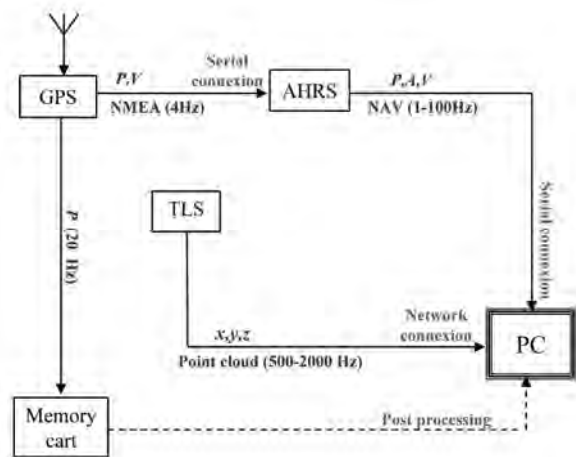 Serial
connexion
P,V
P,A,V
GPS
AHRS
NMEA (4Hz)
NAV (1-100Hz)
TLS
P (20 Hz)
Serial connexion
Network
connexion
x,y,z
PC
Point cloud (500-2000 Hz)
Memory
cart
Post processing